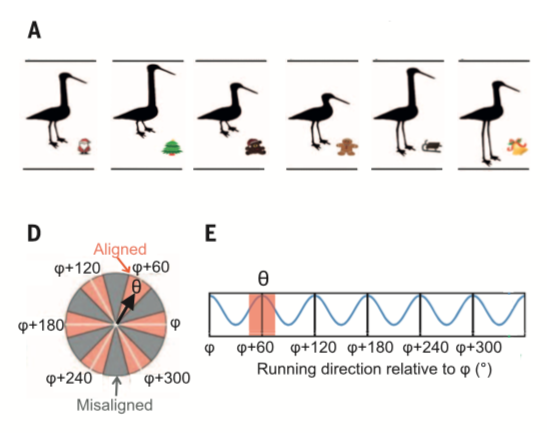 A
D
E
Aligned
θ
φ+120
φ+60
θ
φ+180
φ
φ+240
φ+300
Misaligned
φ
φ+60
φ+120
φ+180
φ+240
φ+300
Running direction relative to φ (°)